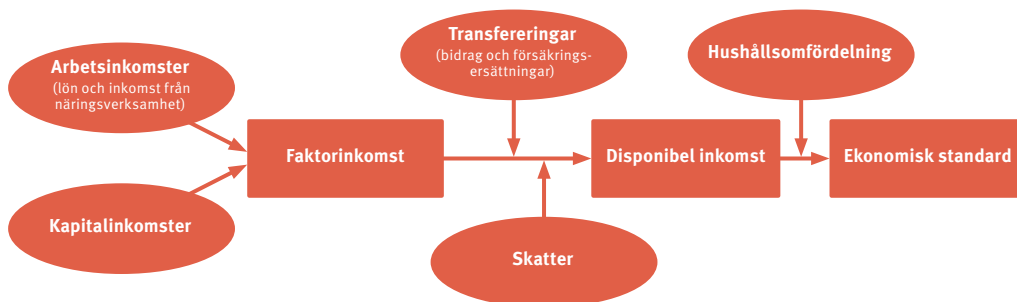 Transfereringar
(bidrag och försäkrings-
ersättningar)
Hushållsomfördelning
Arbetsinkomster
(lön och inkomst från
näringsverksamhet)
Faktorinkomst
Disponibel inkomst
Ekonomisk standard
Kapitalinkomster
Skatter